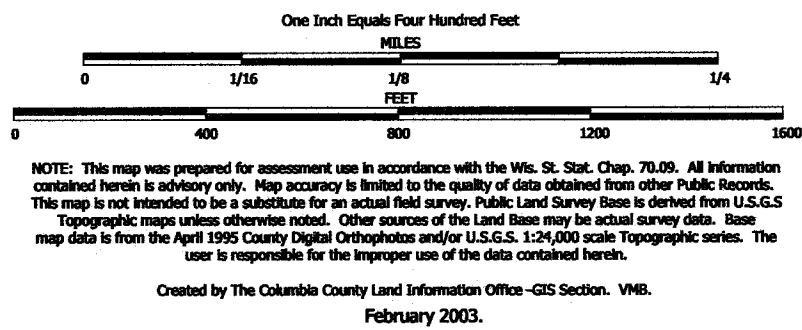 One Inch Equals Four Hundred Feet
MILES
0 1/16 1/8 1/4
FEET
0 400 800 1200 1600
NOTE: This map was prepared for assessment use in accordance with the Wis. St. Stat. Chap. 70.09. All information
contained herein is advisory only. Map accuracy is limited to the quality of data obtained from other Public Records.
This map is not intended to be a substitute for an actual field survey. Public Land Survey Base is derived from U.S.G.S
Topographic maps unless otherwise noted. Other sources of the Land Base may be actual survey data. Base
map data is from the April 1995 County Digital Orthophotos and/or U.S.G.S. 1:24,000 scale Topographic series. The
user is responsible for the improper use of the data contained herein.
Created by The Columbia County Land Information Office -GIS Section. VMB.
February 2003.